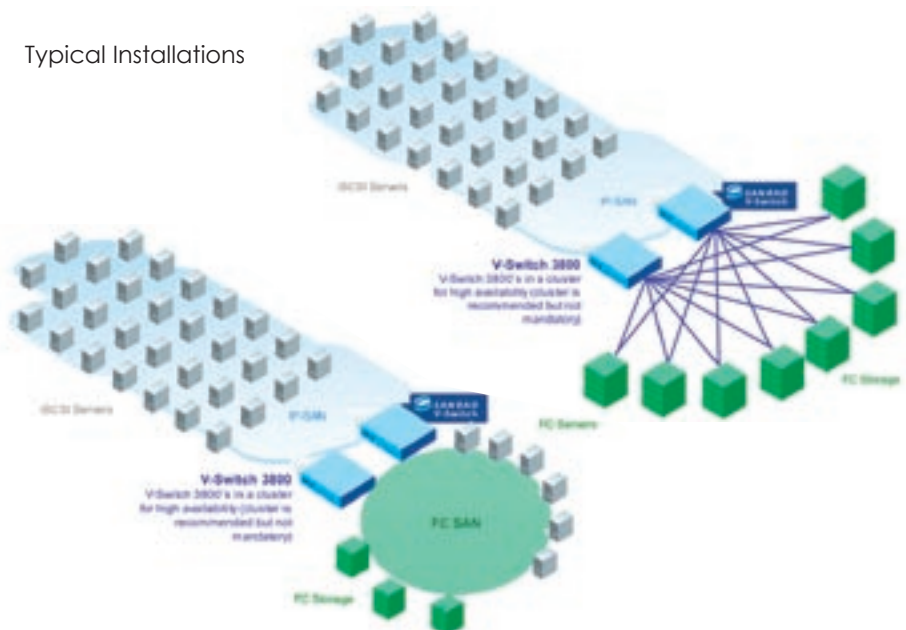 Typical Installations
iSCSI Servers
IP-SAN
SANRAD
V-Switch
V-Switch 3800
V-Switch 3800's in a cluster
for high availability (cluster is
recommended but not
mandatory)
FC Storage
FC Servers
iSCSI Servers
IP-SAN
SANRAD
V-Switch
V-Switch 3800
V-Switch 3800's in a cluster
for high availability (cluster is
recommended but not
mandatory)
FC SAN
FC Storage